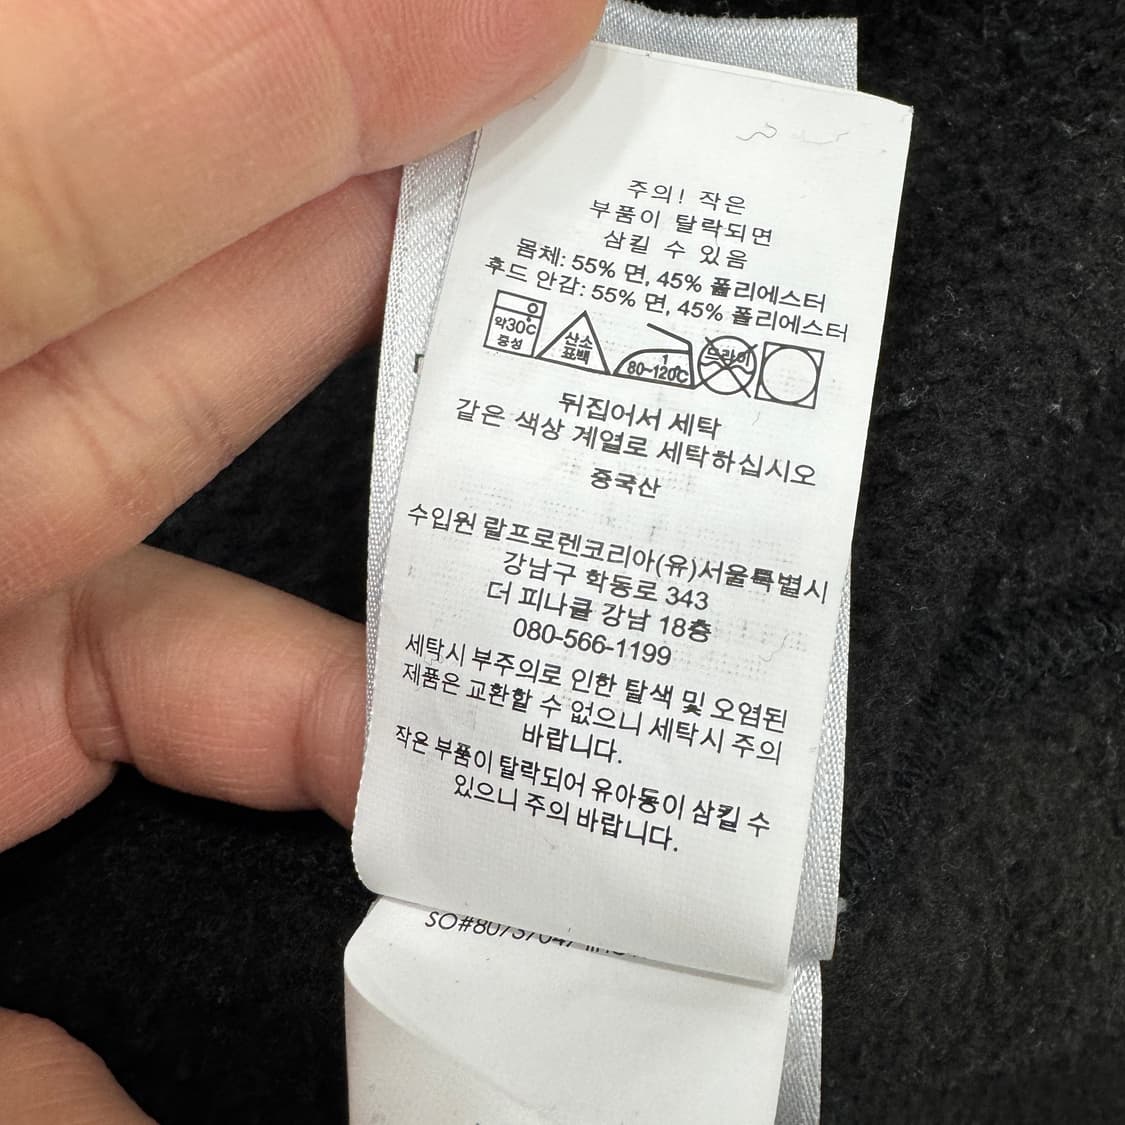 주의! 작은
부품이 탈락되면
삼킬 수 있음
몸체: 55% 면, 45% 폴리에스터
후드 안감: 55% 면, 45% 폴리에스터
약30℃
중성
산소
표백
1
80~120℃
드라이
뒤집어서 세탁
같은 색상 계열로 세탁하십시오
중국산
수입원 랄프로렌코리아(유)서울특별시
강남구 학동로 343
더 피나클 강남 18층
080-566-1199
세탁시 부주의로 인한 탈색 및 오염된
제품은 교환할 수 없으니 세탁시 주의
바랍니다.
작은 부품이 탈락되어 유아동이 삼킬 수
있으니 주의 바랍니다.